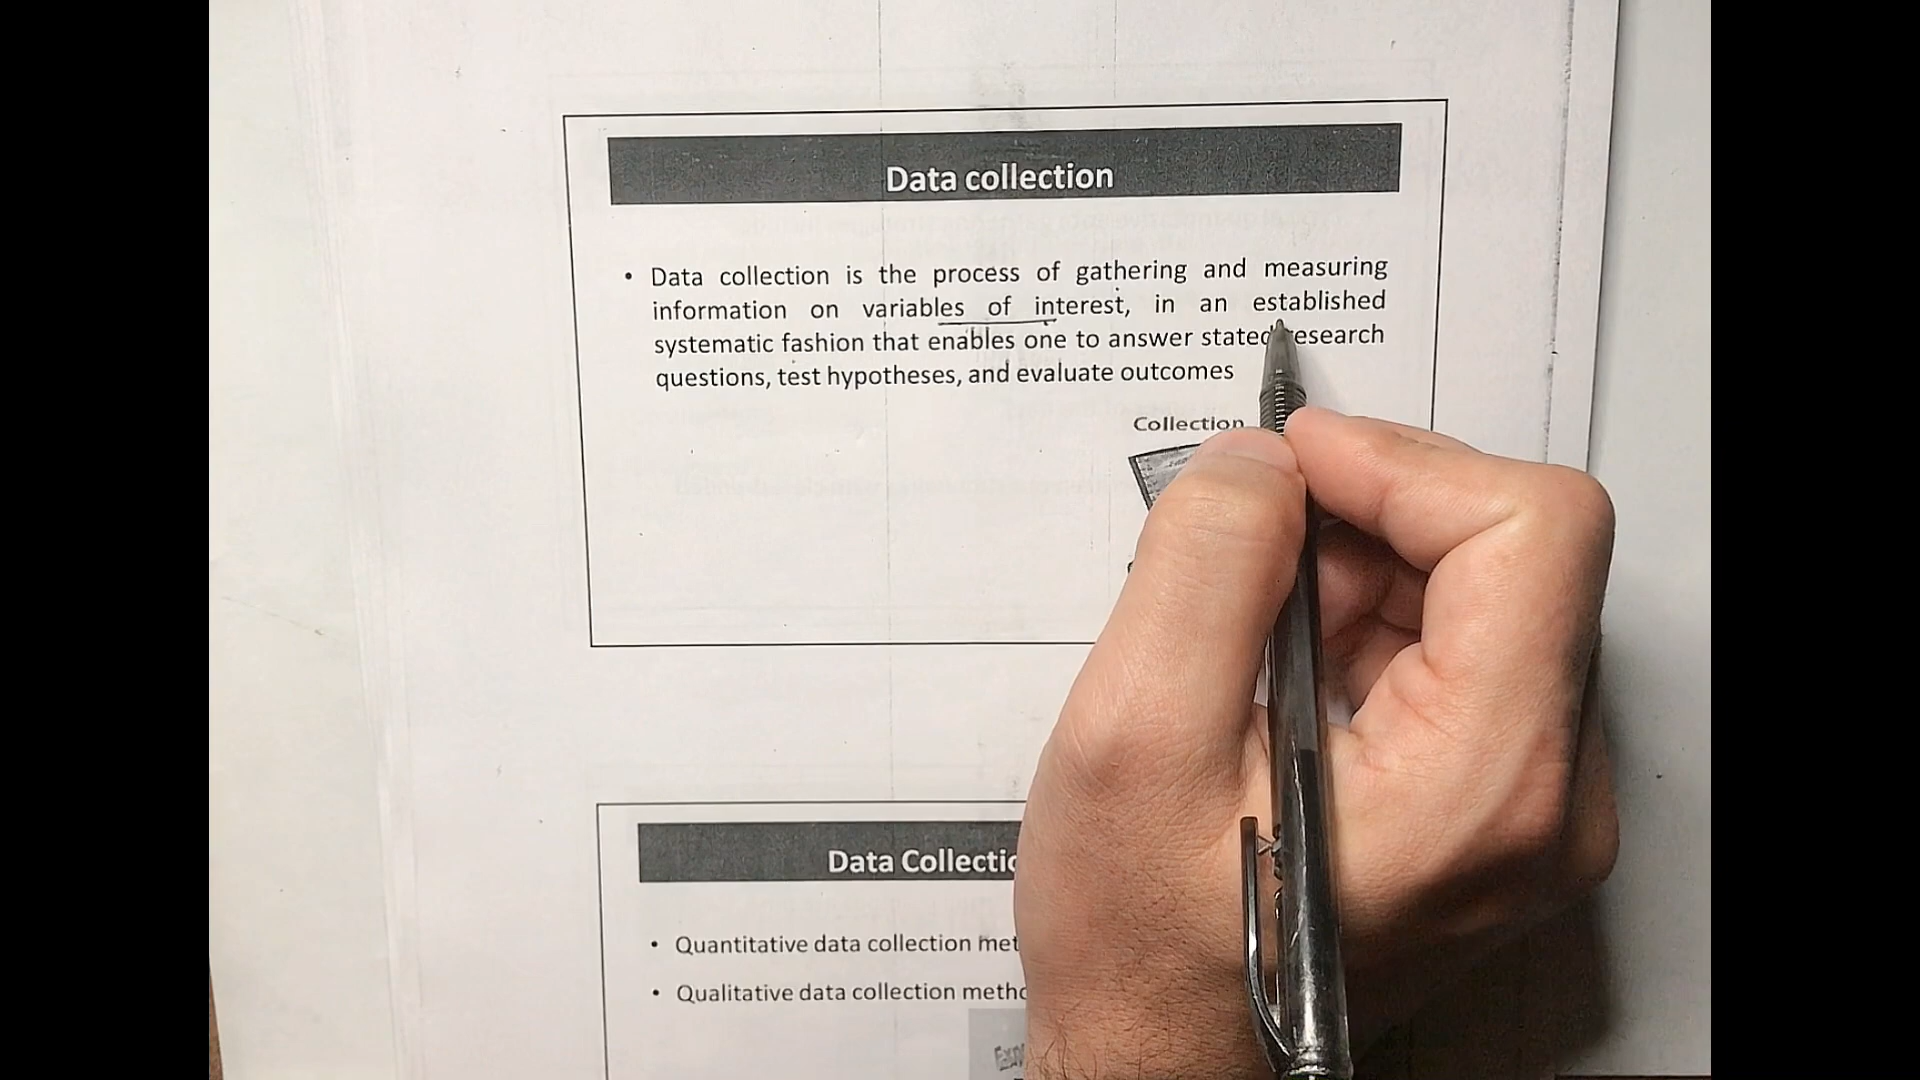 Data collection
• Data collection is the process of gathering and measuring
information on variables of interest, in an established
systematic fashion that enables one to answer stated research
questions, test hypotheses, and evaluate outcomes
Collection
Data Collectio
• Quantitative data collection met
• Qualitative data collection metho